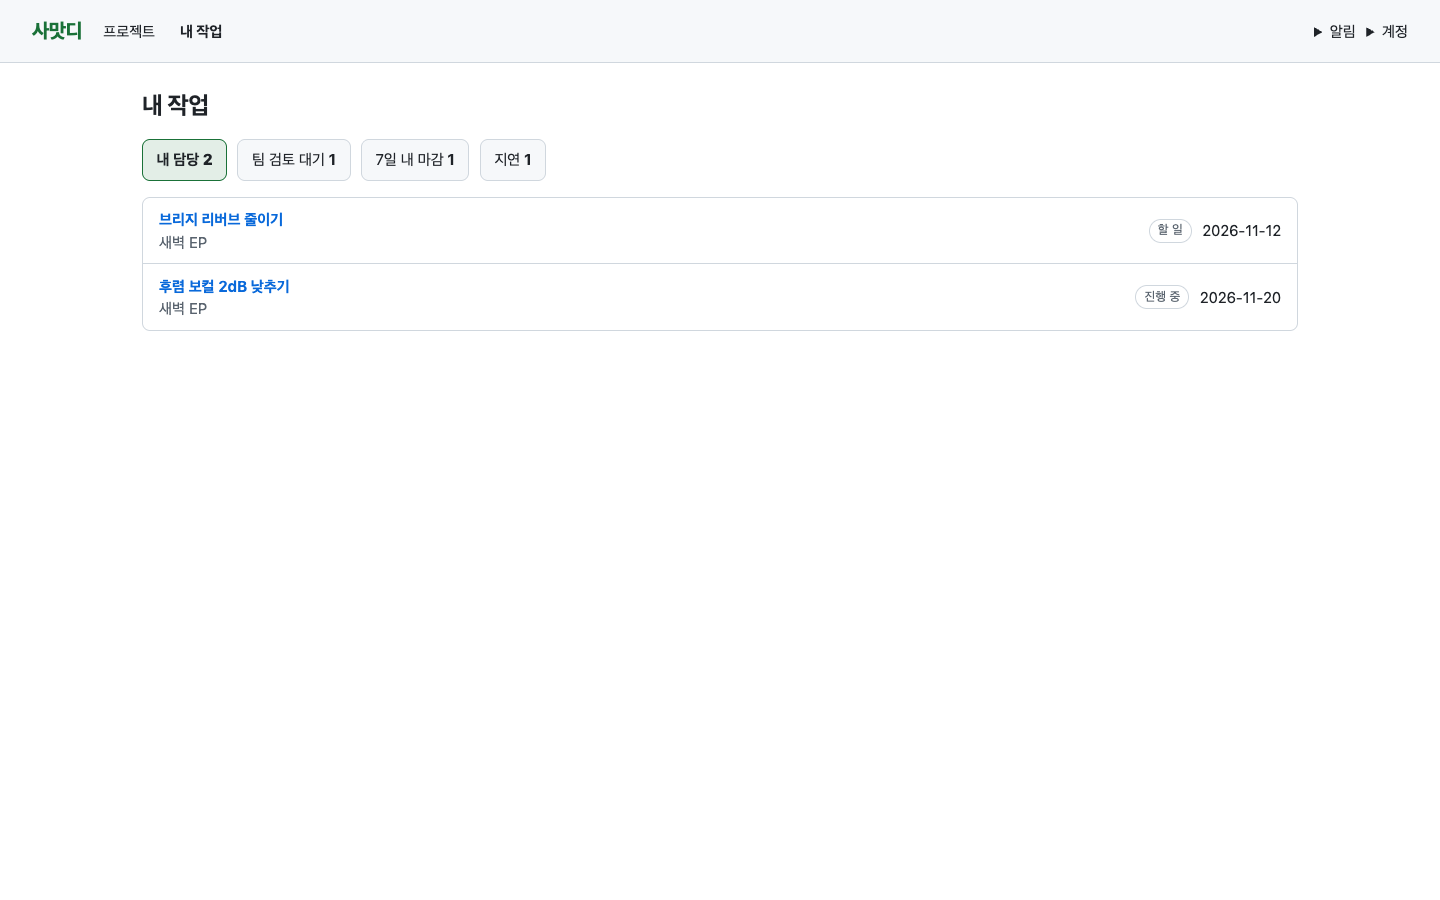 사맛디 프로젝트 내 작업 ▶ 알림 ▶ 계정
내 작업
내 담당 2 팀 검토 대기 1 7일 내 마감 1 지연 1
브리지 리버브 줄이기
새벽 EP
할 일 2026-11-12
후렴 보컬 2dB 낮추기
새벽 EP
진행 중 2026-11-20